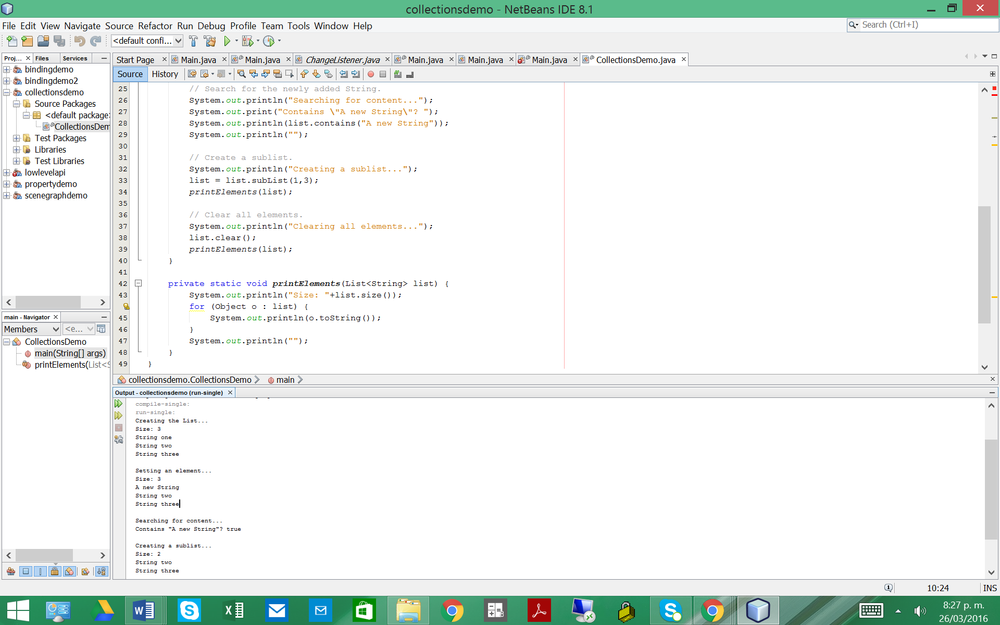 collectionsdemo - NetBeans IDE 8.1
File Edit View Navigate Source Refactor Run Debug Profile Team Tools Window Help
Search (Ctrl+I)
<default confi...
Proj... Files Services
Start Page Main.java Main.java ChangeListener.java Main.java Main.java Main.java CollectionsDemo.java
Source History
bindingdemo
bindingdemo2
collectionsdemo
Source Packages
<default package>
CollectionsDem
Test Packages
Libraries
Test Libraries
lowlevelapi
propertydemo
scenegraphdemo
25 // Search for the newly added String.
26 System.out.println("Searching for content...");
27 System.out.print("Contains \"A new String\"? ");
28 System.out.println(list.contains("A new String"));
29 System.out.println("");
30
31 // Create a sublist.
32 System.out.println("Creating a sublist...");
33 list = list.subList(1,3);
34 printElements(list);
35
36 // Clear all elements.
37 System.out.println("Clearing all elements...");
38 list.clear();
39 printElements(list);
40 }
41
42 private static void printElements(List<String> list) {
43 System.out.println("Size: "+list.size());
for (Object o : list) {
45 System.out.println(o.toString());
46 }
47 System.out.println("");
48 }
49 }
main - Navigator
Members <e...
CollectionsDemo
main(String[] args)
printElements(List<S
collectionsdemo.CollectionsDemo main
Output - collectionsdemo (run-single)
compile-single:
run-single:
Creating the List...
Size: 3
String one
String two
String three
Setting an element...
Size: 3
A new String
String two
String three
Searching for content...
Contains "A new String"? true
Creating a sublist...
Size: 2
String two
String three
1 10:24 INS
8:27 p. m.
26/03/2016